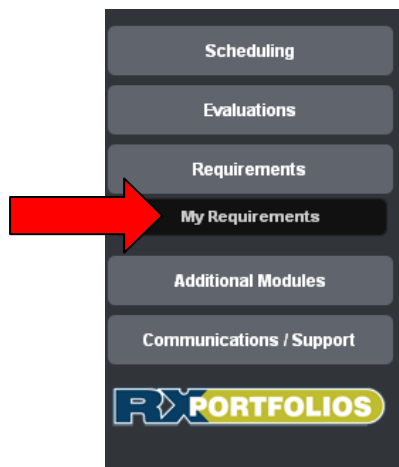 Scheduling
Evaluations
Requirements
My Requirements
Additional Modules
Communications / Support
RXPORTFOLIOS